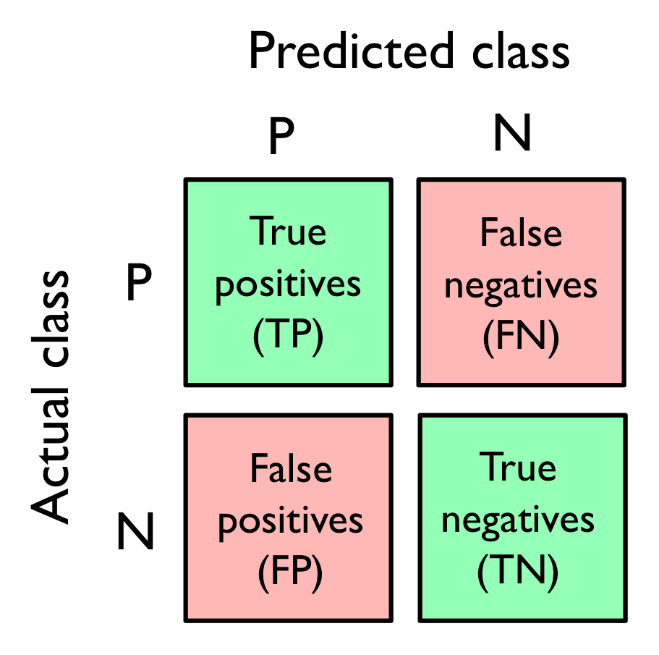 Predicted class
P
N
Actual class
P
True
positives
(TP)
False
negatives
(FN)
N
False
positives
(FP)
True
negatives
(TN)